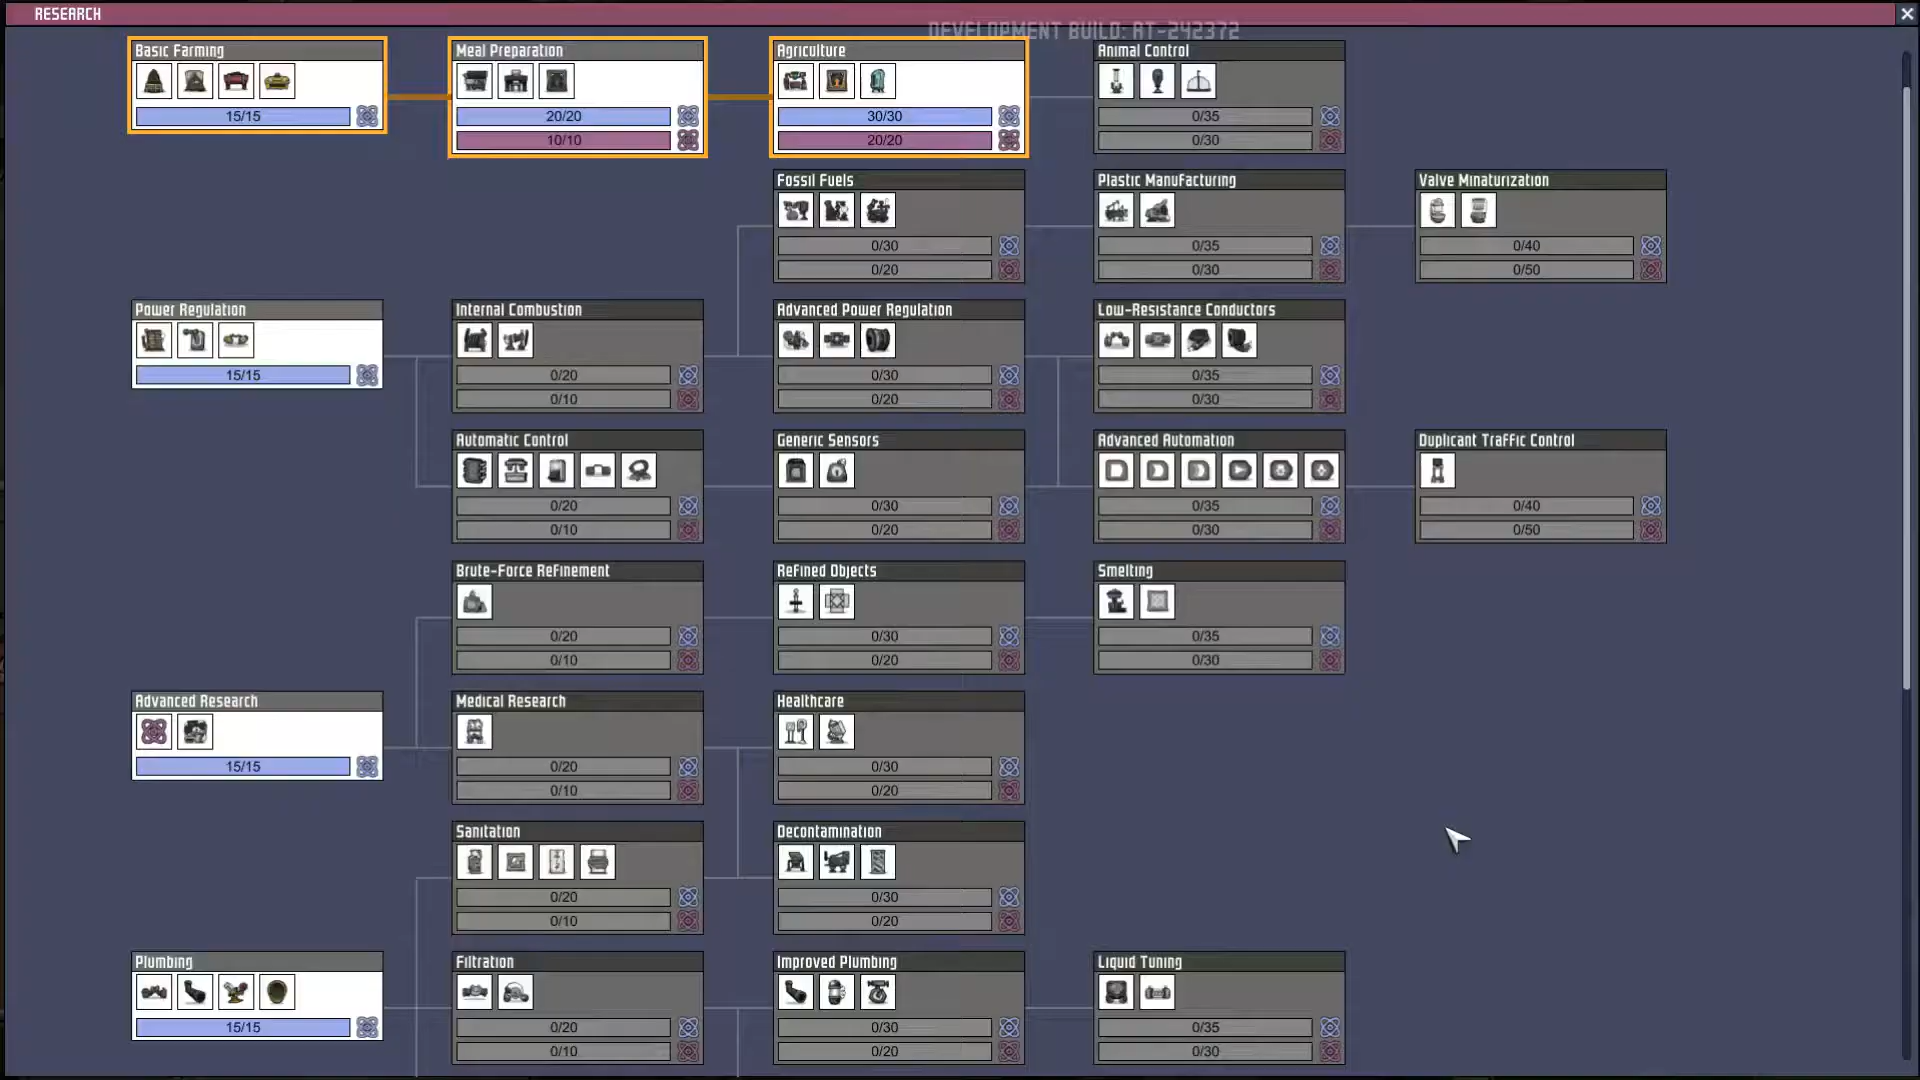 RESEARCH
DEVELOPMENT BUILD: AT-242372
Basic Farming
Meal Preparation
Agriculture
Animal Control
15/15
20/20
30/30
0/35
10/10
20/20
0/30
Fossil Fuels
Plastic Manufacturing
Valve Minaturization
0/30
0/35
0/40
0/20
0/30
0/50
Power Regulation
Internal Combustion
Advanced Power Regulation
Low-Resistance Conductors
15/15
0/20
0/30
0/35
0/10
0/20
0/30
Automatic Control
Generic Sensors
Advanced Automation
Duplicant Traffic Control
0/20
0/30
0/35
0/40
0/10
0/20
0/30
0/50
Brute-Force Refinement
Refined Objects
Smelting
0/20
0/30
0/35
0/10
0/20
0/30
Advanced Research
Medical Research
Healthcare
15/15
0/20
0/30
0/10
0/20
Sanitation
Decontamination
0/20
0/30
0/10
0/20
Plumbing
Filtration
Improved Plumbing
Liquid Tuning
15/15
0/20
0/30
0/35
0/10
0/20
0/30